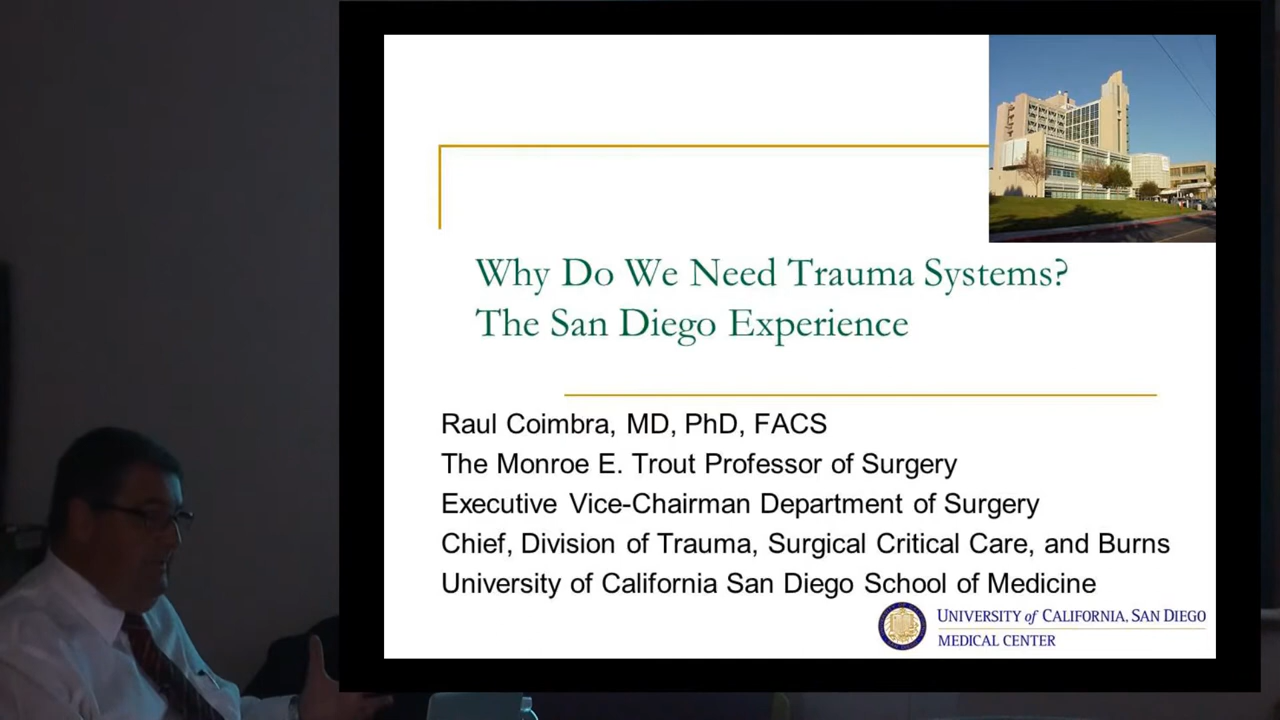 Why Do We Need Trauma Systems?
The San Diego Experience
Raul Coimbra, MD, PhD, FACS
The Monroe E. Trout Professor of Surgery
Executive Vice-Chairman Department of Surgery
Chief, Division of Trauma, Surgical Critical Care, and Burns
University of California San Diego School of Medicine
UNIVERSITY of CALIFORNIA, SAN DIEGO
MEDICAL CENTER